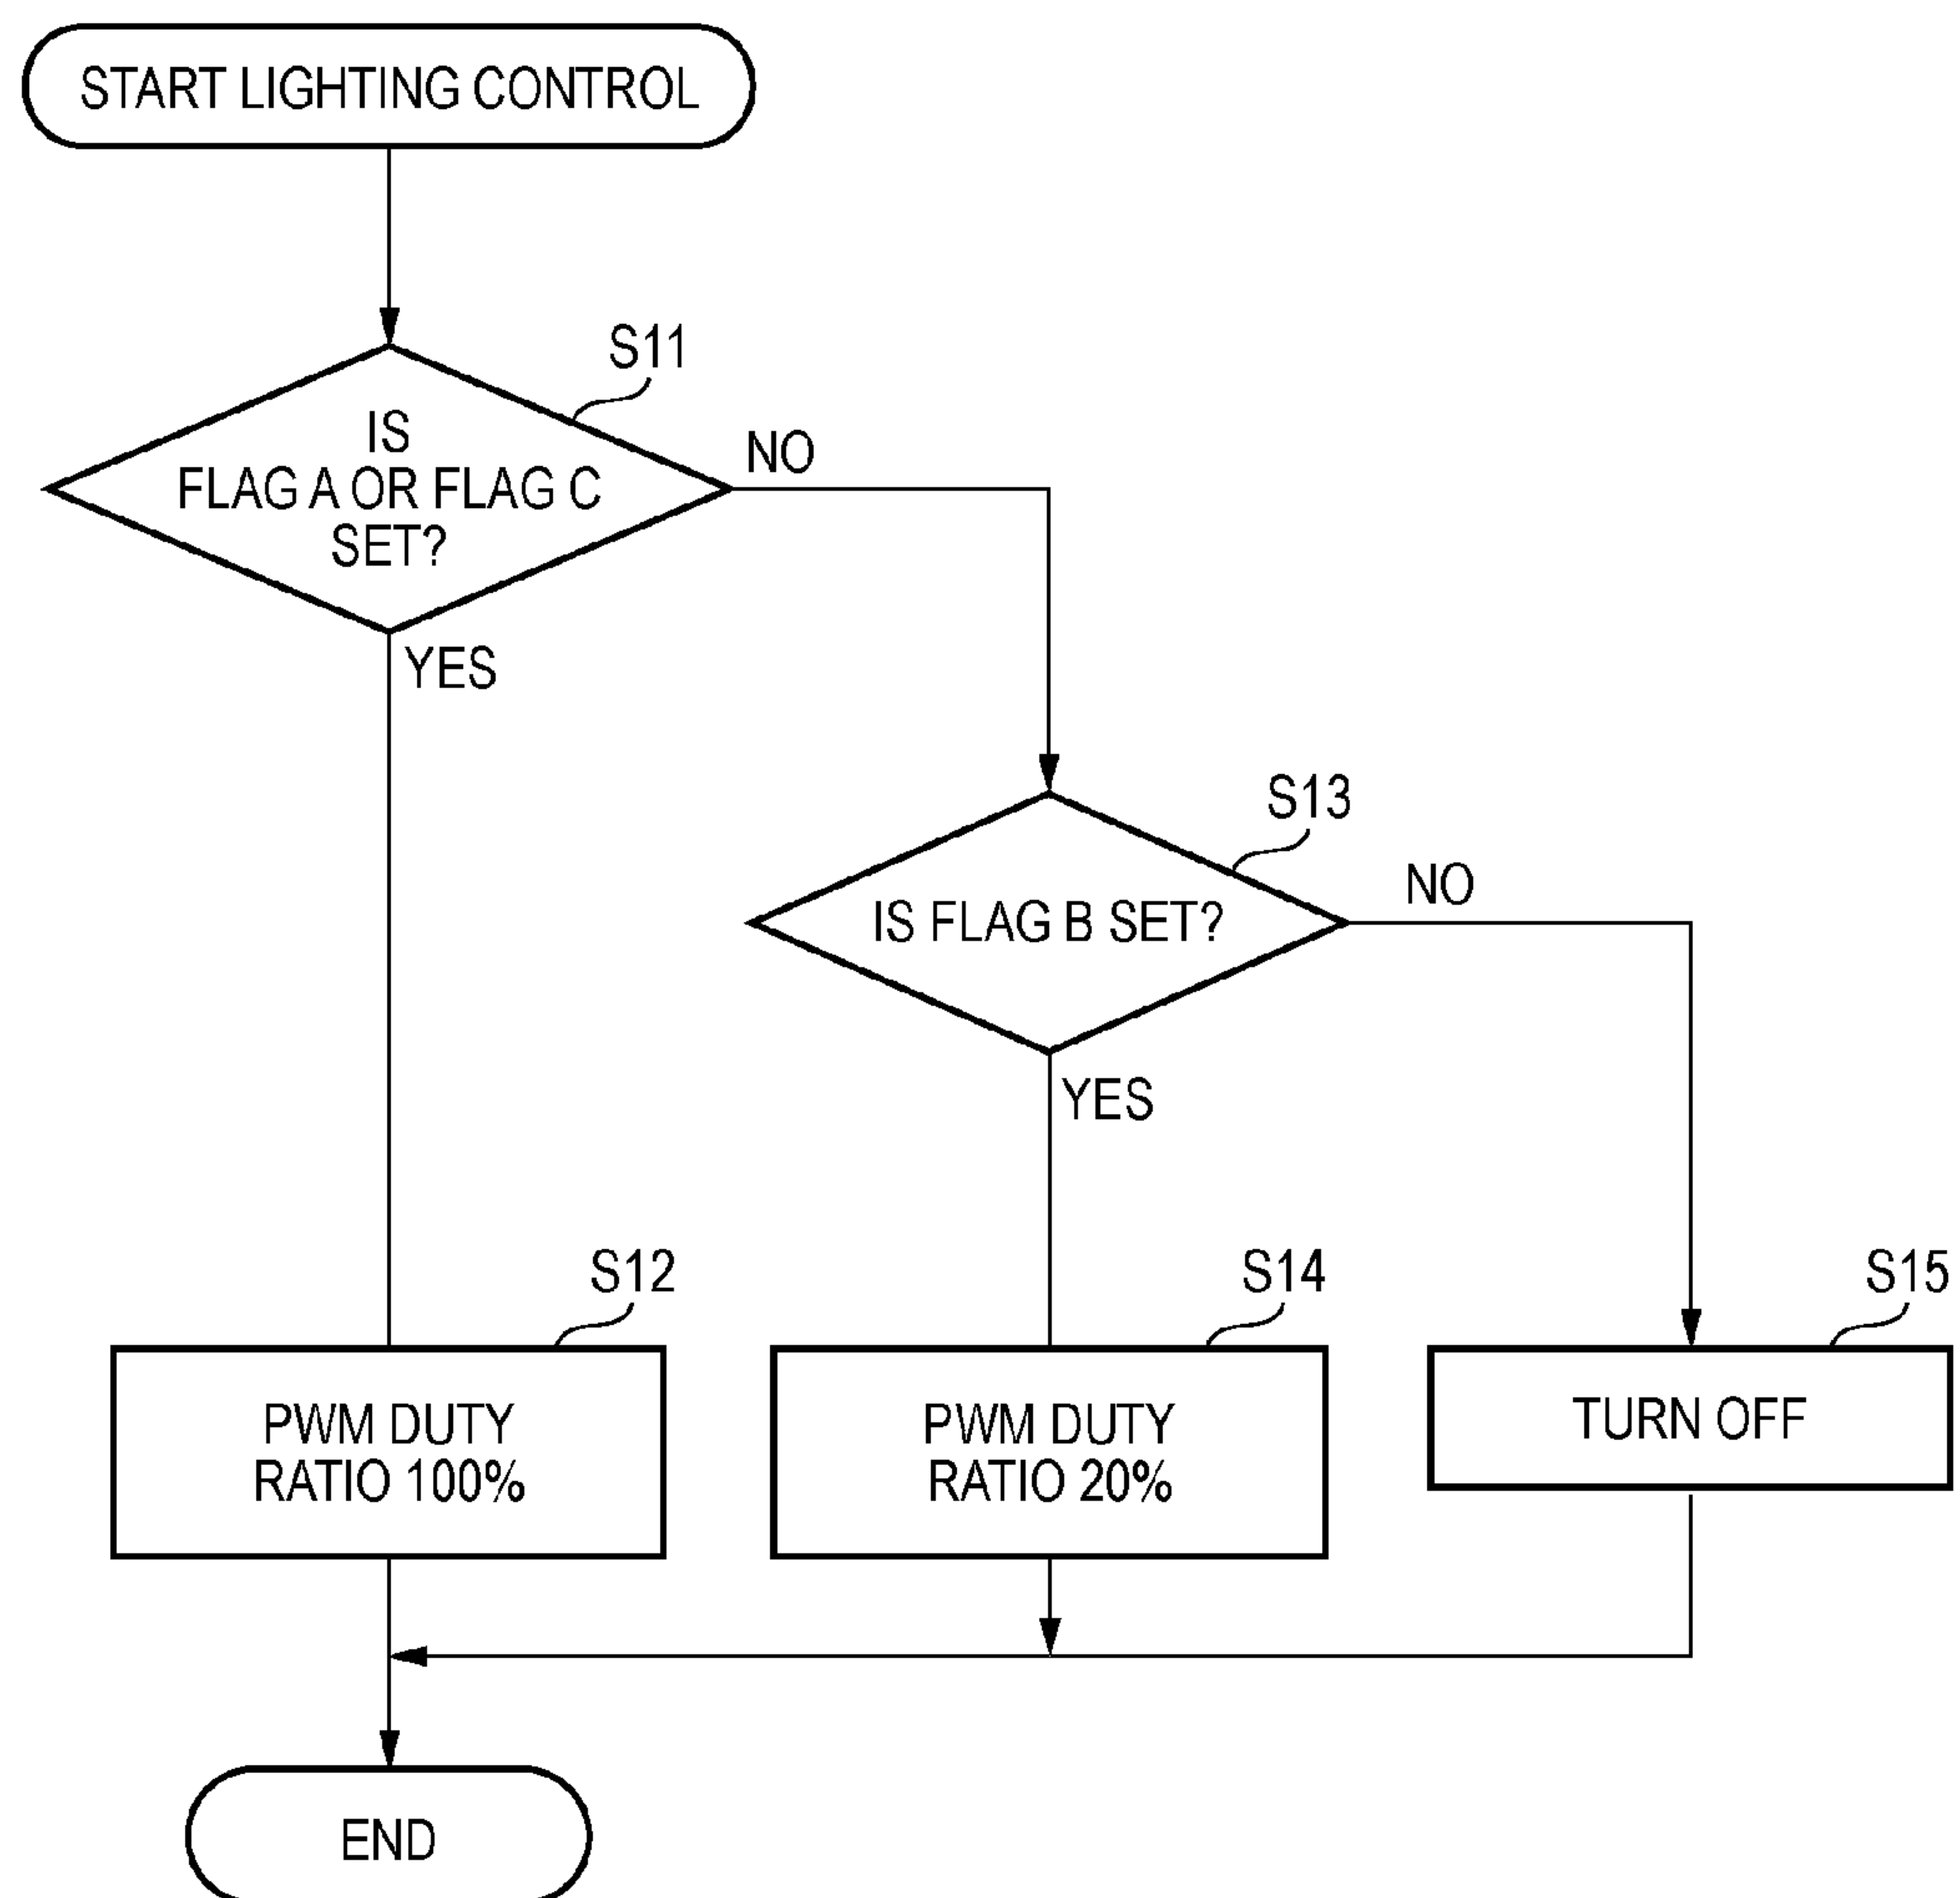 START LIGHTING CONTROL
S11
IS
FLAG A OR FLAG C
SET?
NO
YES
S13
IS FLAG B SET?
NO
YES
S12
PWM DUTY
RATIO 100%
S14
PWM DUTY
RATIO 20%
S15
TURN OFF
END